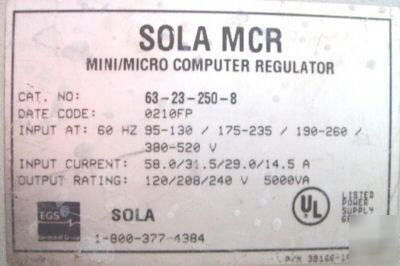 SOLA MCR
MINI/MICRO COMPUTER REGULATOR
CAT. NO: 63-23-250-8
DATE CODE: 0210FP
INPUT AT: 60 HZ 95-130 / 175-235 / 190-260 /
380-520 V
INPUT CURRENT: 58.0/31.5/29.0/14.5 A
OUTPUT RATING: 120/208/240 V 5000VA
EGS
SOLA
1-800-377-4384
UL
LISTED
POWER
SUPPLY
P/N 38166-